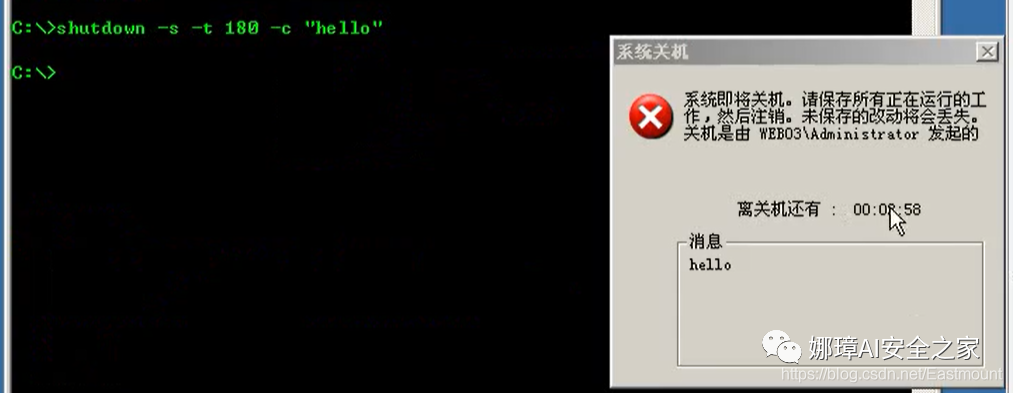 C:\>shutdown -s -t 180 -c "hello"
C:\>
系统关机
系统即将关机。请保存所有正在运行的工
作，然后注销。未保存的改动将会丢失。
关机是由 WEB03\Administrator 发起的
离关机还有 : 00:02:58
消息
hello
娜璋AI安全之家
https://blog.csdn.net/Eastmount